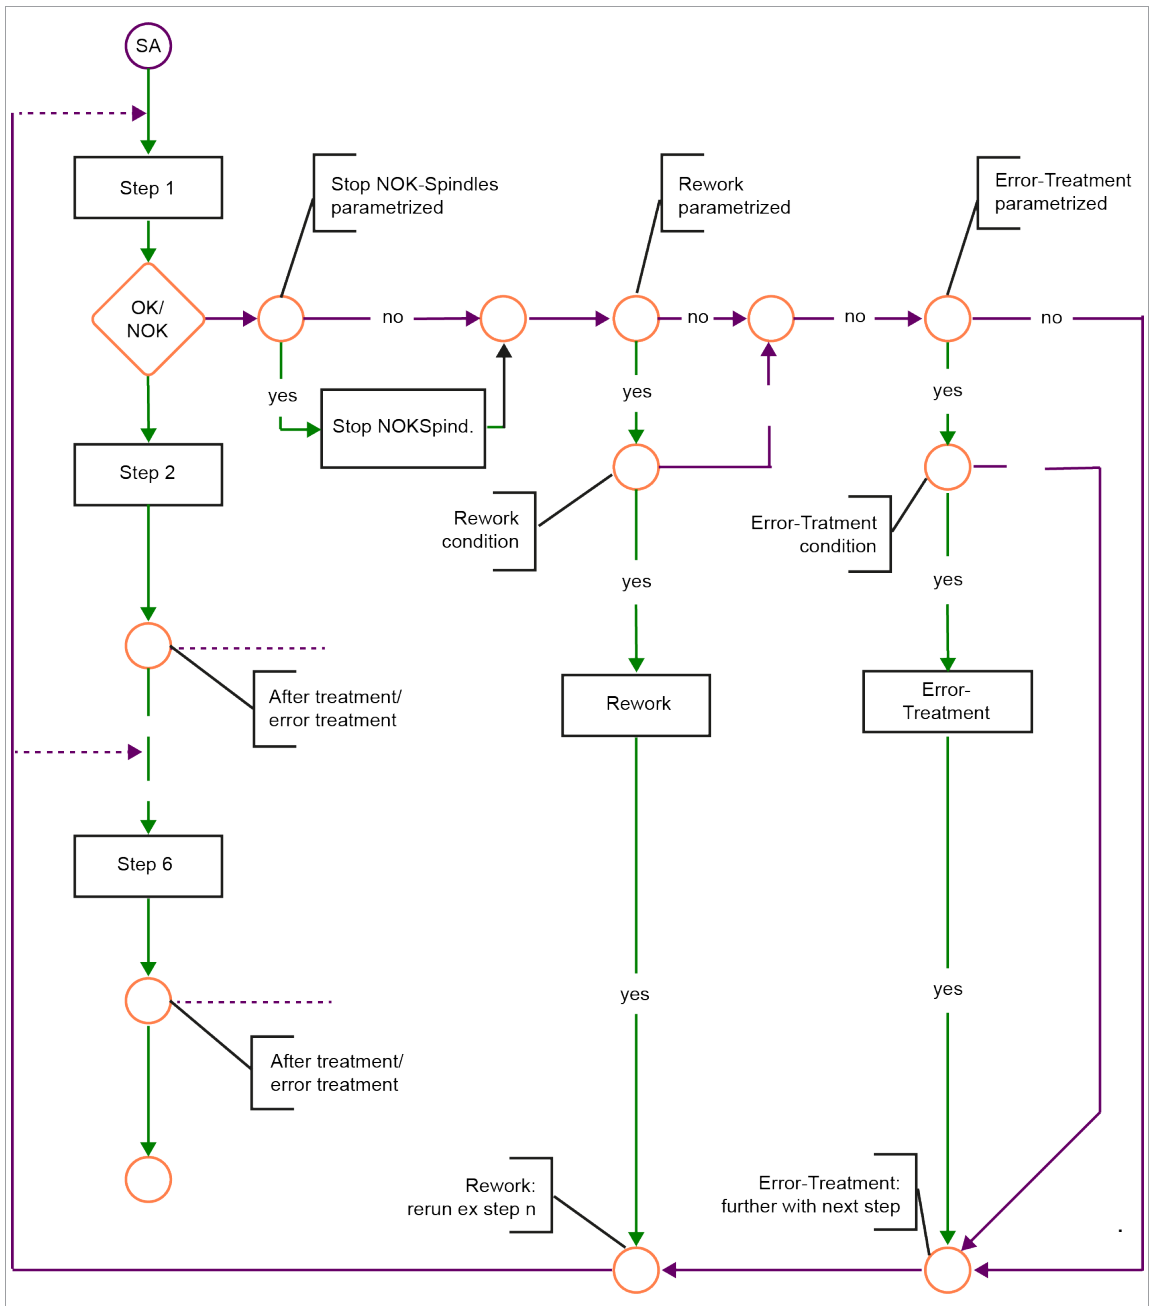 SA
Step 1
Stop NOK-Spindles
parametrized
Rework
parametrized
Error-Treatment
parametrized
OK/
NOK
no
no
no
no
yes
yes
yes
Stop NOKSpind.
Step 2
Rework
condition
Error-Tratment
condition
yes
yes
After treatment/
error treatment
Rework
Error-
Treatment
Step 6
yes
yes
After treatment/
error treatment
Rework:
rerun ex step n
Error-Treatment:
further with next step